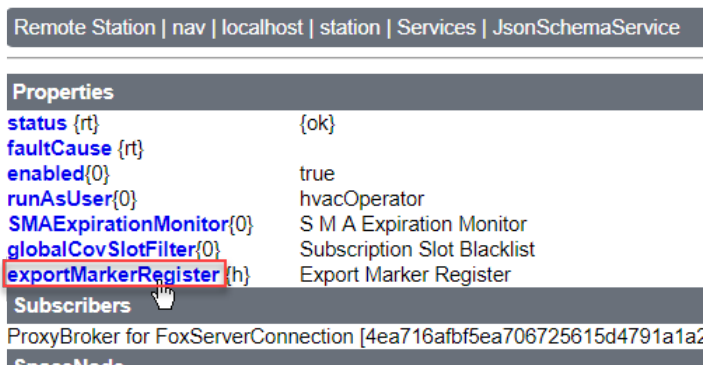 Remote Station | nav | localhost | station | Services | JsonSchemaService
Properties
status {rt} {ok}
faultCause {rt}
enabled{0} true
runAsUser{0} hvacOperator
SMAExpirationMonitor{0} S M A Expiration Monitor
globalCovSlotFilter{0} Subscription Slot Blacklist
exportMarkerRegister {h} Export Marker Register
Subscribers
ProxyBroker for FoxServerConnection [4ea716afbf5ea706725615d4791a1a2
SpaceNode